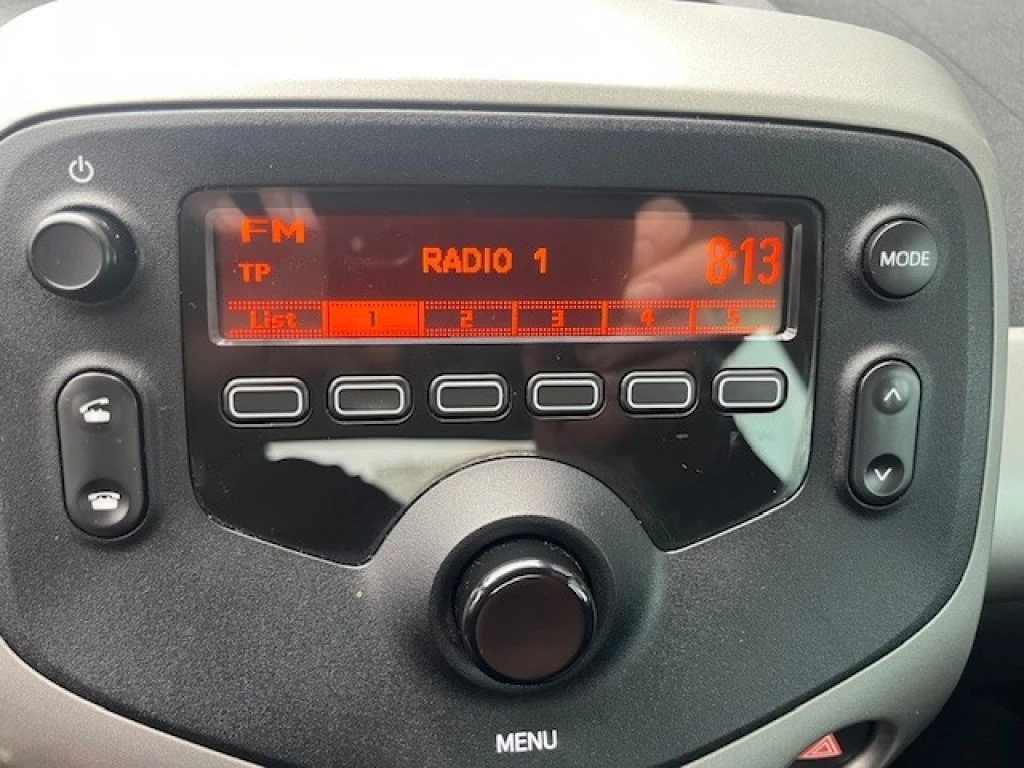 FM
TP
RADIO 1
8:13
List 1 2 3 4 5
MODE
MENU